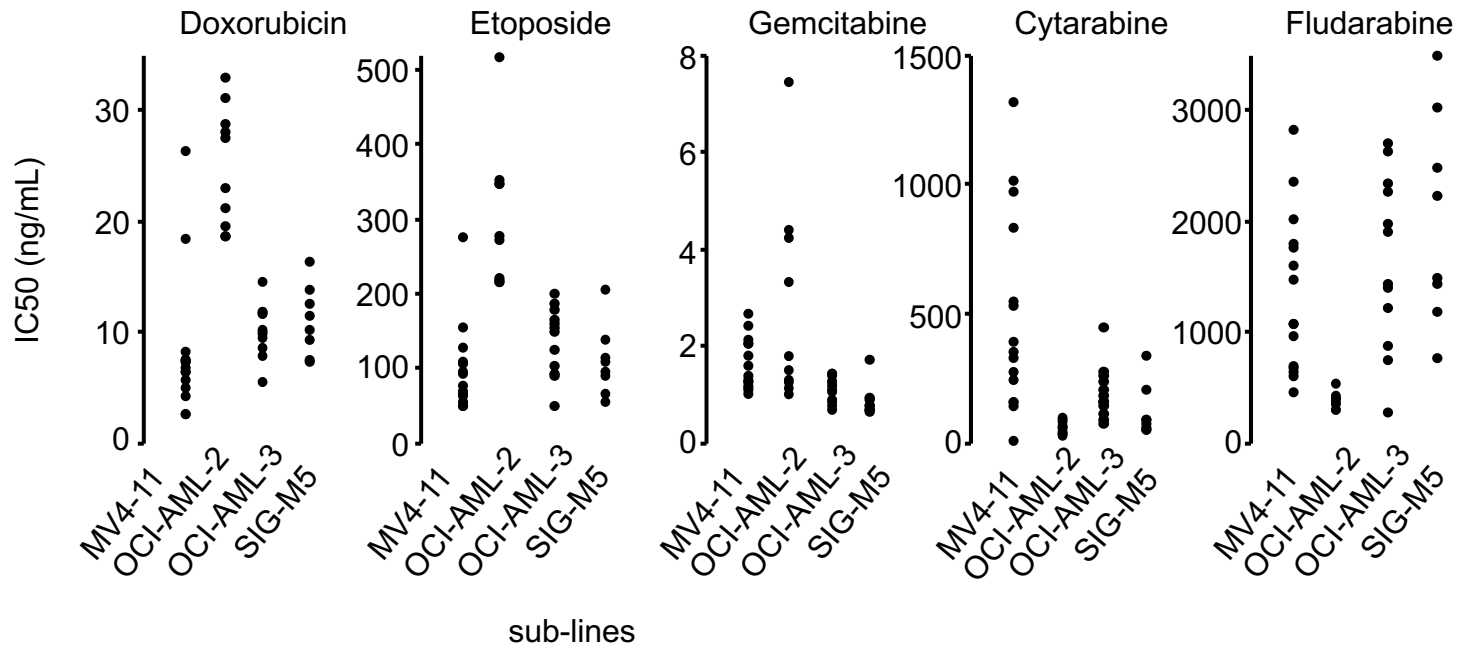 Doxorubicin
IC50 (ng/mL)
30
20
10
0
MV4-11
OCI-AML-2
OCI-AML-3
SIG-M5
Etoposide
500
400
300
200
100
0
MV4-11
OCI-AML-2
OCI-AML-3
SIG-M5
Gemcitabine
8
6
4
2
0
MV4-11
OCI-AML-2
OCI-AML-3
SIG-M5
Cytarabine
1500
1000
500
0
MV4-11
OCI-AML-2
OCI-AML-3
SIG-M5
Fludarabine
3000
2000
1000
0
MV4-11
OCI-AML-2
OCI-AML-3
SIG-M5
sub-lines